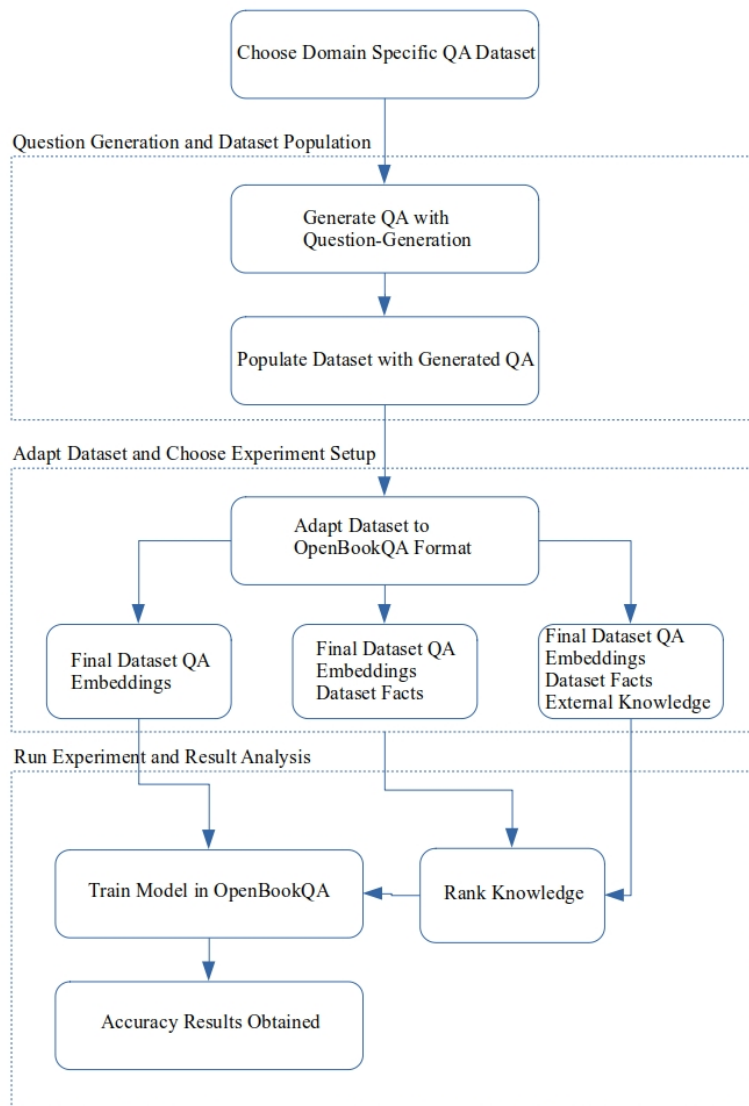 Choose Domain Specific QA Dataset
Question Generation and Dataset Population
Generate QA with
Question-Generation
Populate Dataset with Generated QA
Adapt Dataset and Choose Experiment Setup
Adapt Dataset to
OpenBookQA Format
Final Dataset QA
Embeddings
Final Dataset QA
Embeddings
Dataset Facts
Final Dataset QA
Embeddings
Dataset Facts
External Knowledge
Run Experiment and Result Analysis
Train Model in OpenBookQA
Rank Knowledge
Accuracy Results Obtained